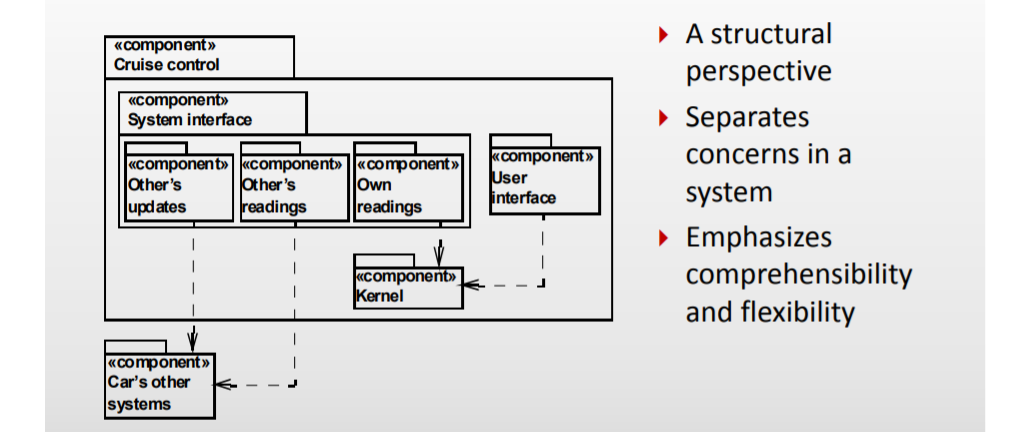 «component»
Cruise control
«component»
System interface
«component»
Other's
updates
«component»
Other's
readings
«component»
Own
readings
«component»
User
interface
«component»
Kernel
«component»
Car's other
systems
A structural
perspective
Separates
concerns in a
system
Emphasizes
comprehensibility
and flexibility